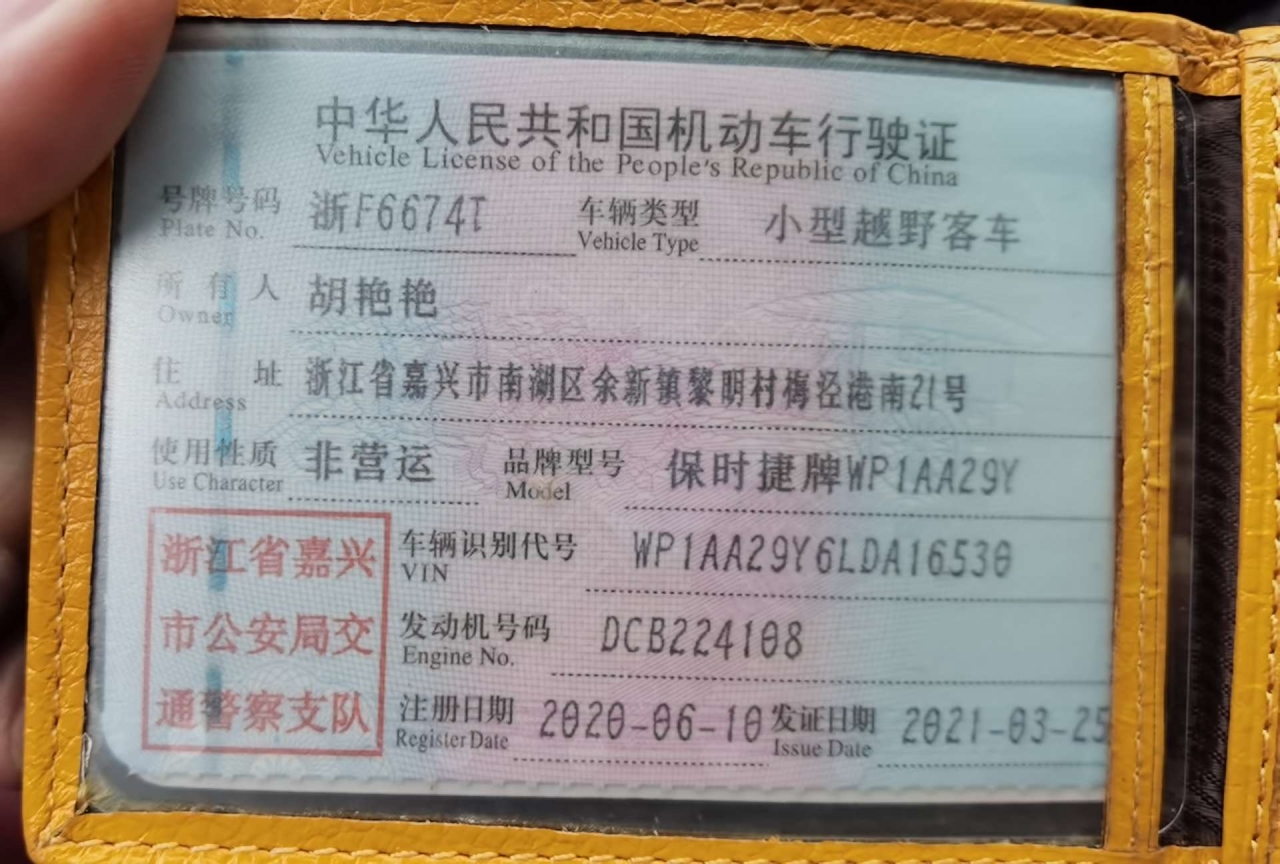 中华人民共和国机动车行驶证
Vehicle License of the People's Republic of China
号牌号码 浙F6674T 车辆类型 小型越野客车
Plate No. Vehicle Type
所有人 胡艳艳
Owner
住址 浙江省嘉兴市南湖区余新镇黎明村梅泾港南21号
Address
使用性质 非营运 品牌型号 保时捷牌WP1AA29Y
Use Character Model
浙江省嘉兴
市公安局交
通警察支队
车辆识别代号 WP1AA29Y6LDA16530
VIN
发动机号码 DCB224108
Engine No.
注册日期 2020-06-10 发证日期 2021-03-25
Register Date Issue Date